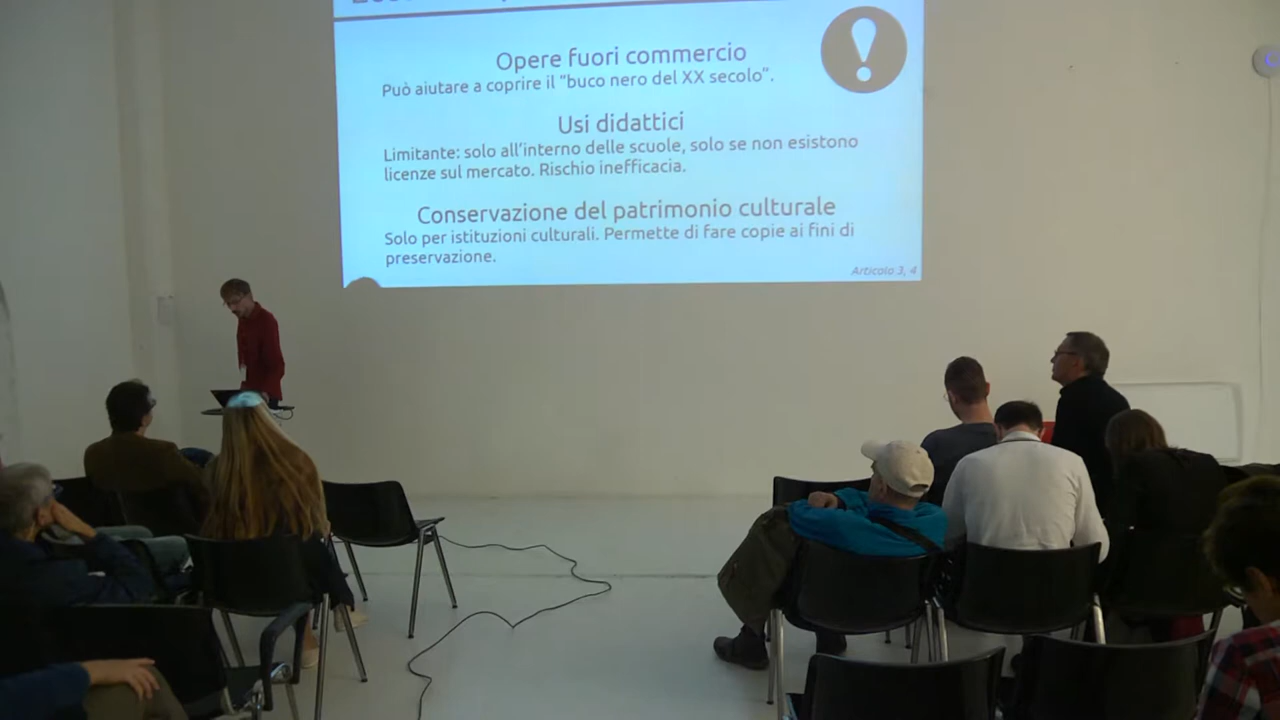 Opere fuori commercio
Può aiutare a coprire il "buco nero del XX secolo".
Usi didattici
Limitante: solo all'interno delle scuole, solo se non esistono
licenze sul mercato. Rischio inefficacia.
Conservazione del patrimonio culturale
Solo per istituzioni culturali. Permette di fare copie ai fini di
preservazione.
Articolo 3, 4